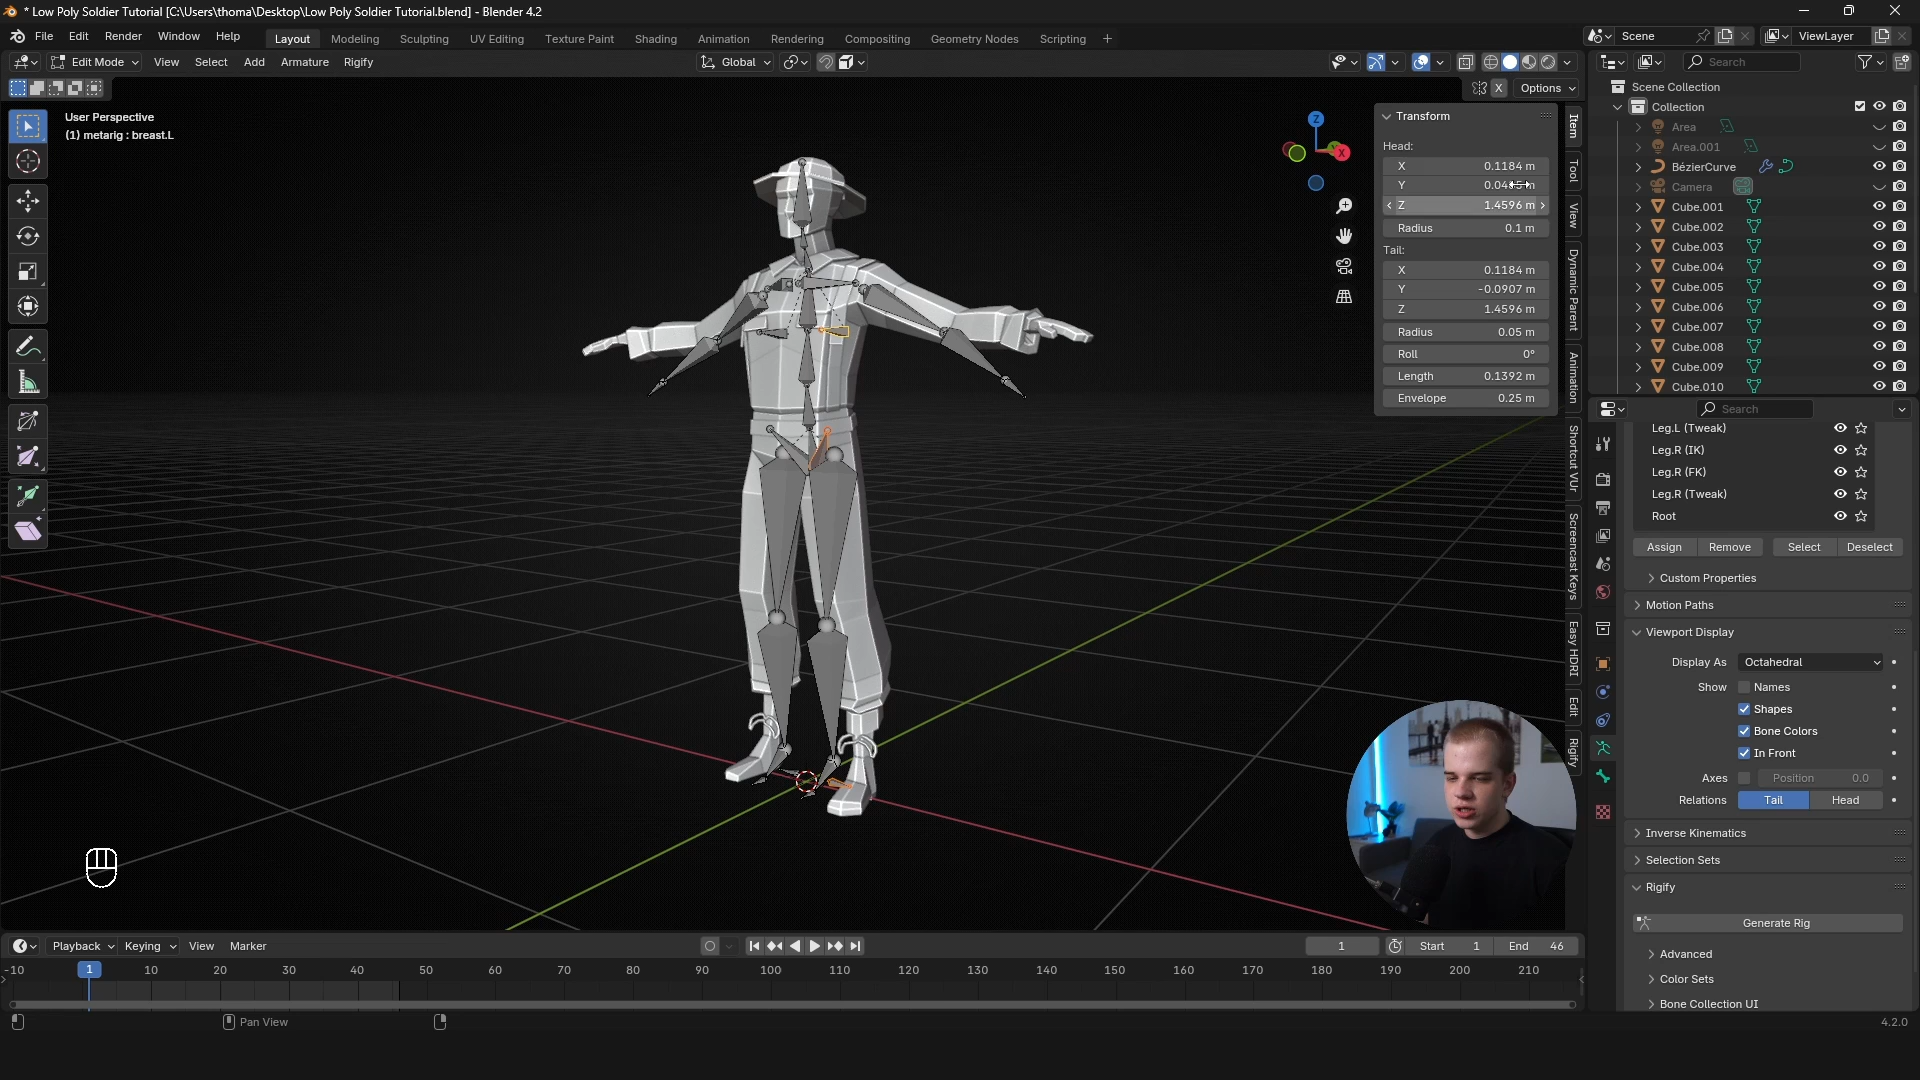 * Low Poly Soldier Tutorial [C:\Users\thoma\Desktop\Low Poly Soldier Tutorial.blend] - Blender 4.2
File Edit Render Window Help Layout Modeling Sculpting UV Editing Texture Paint Shading Animation Rendering Compositing Geometry Nodes Scripting + Scene ViewLayer
Edit Mode View Select Add Armature Rigify Global Search
X Options
User Perspective
(1) metarig : breast.L
Z
X
Transform
Head:
X 0.1184 m
Y
Z 1.4596 m
Radius 0.1 m
Tail:
X 0.1184 m
Y -0.0907 m
Z 1.4596 m
Radius 0.05 m
Roll 0°
Length 0.1392 m
Envelope 0.25 m
Item
Tool
View
Dynamic Parent
Animation
Shortcut VUr
Screencast Keys
Easy HDRI
Edit
Rigify
Scene Collection
Collection
Area
Area.001
BézierCurve
Camera
Cube.001
Cube.002
Cube.003
Cube.004
Cube.005
Cube.006
Cube.007
Cube.008
Cube.009
Cube.010
Search
Leg.L (Tweak)
Leg.R (IK)
Leg.R (FK)
Leg.R (Tweak)
Root
Assign Remove Select Deselect
Custom Properties
Motion Paths
Viewport Display
Display As Octahedral
Show Names
Shapes
Bone Colors
In Front
Axes Position 0.0
Relations Tail Head
Inverse Kinematics
Selection Sets
Rigify
Generate Rig
Advanced
Color Sets
Bone Collection UI
Playback Keying View Marker 1 Start 1 End 46
-10 1 10 20 30 40 50 60 70 80 90 100 110 120 130 140 150 160 170 180 190 200 210
Pan View
4.2.0